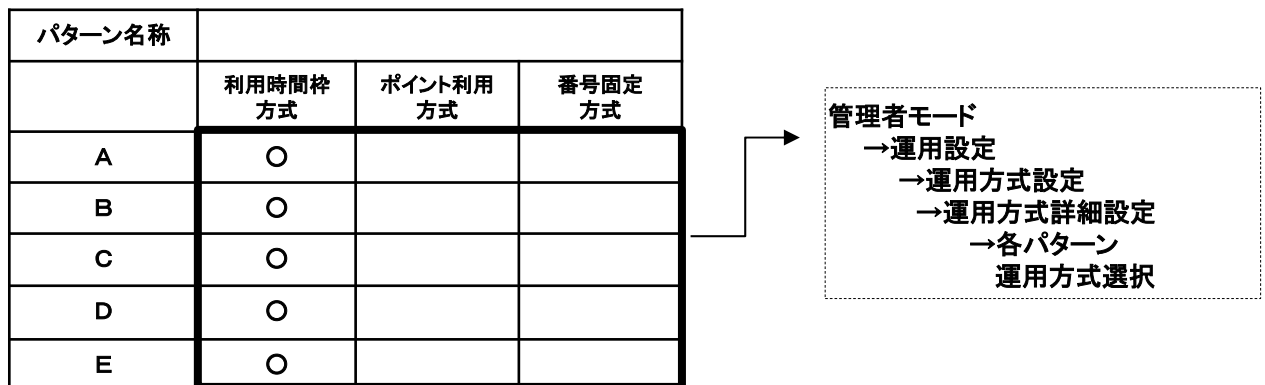 パターン名称
利用時間枠 ポイント利用 番号固定
方式 方式 方式
A ○
B ○
C ○
D ○
E ○
管理者モード
→運用設定
→運用方式設定
→運用方式詳細設定
→各パターン
運用方式選択